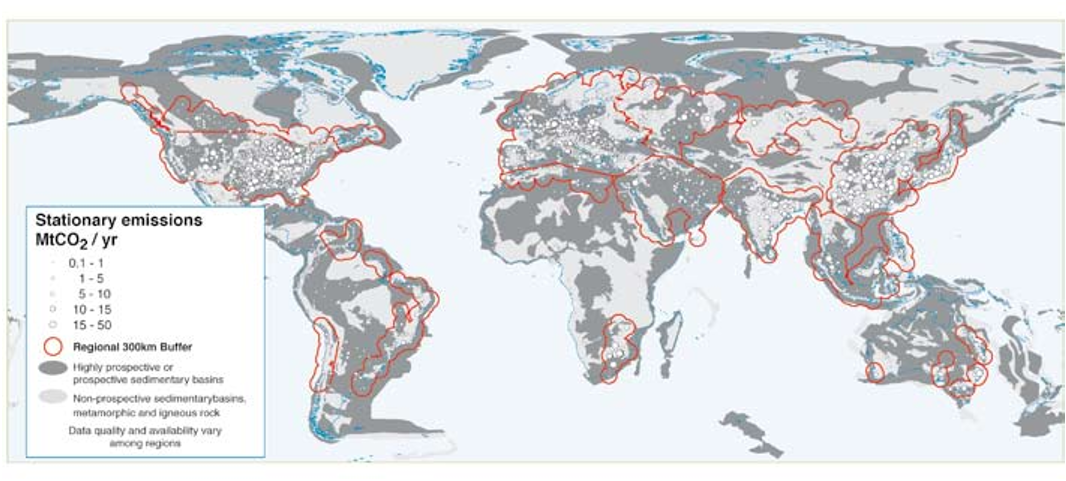 Stationary emissions
MtCO₂ / yr
0.1 - 1
1 - 5
5 - 10
10 - 15
15 - 50
Regional 300km Buffer
Highly prospective or
prospective sedimentary basins
Non-prospective sedimentarybasins,
metamorphic and igneous rock
Data quality and availability vary
among regions